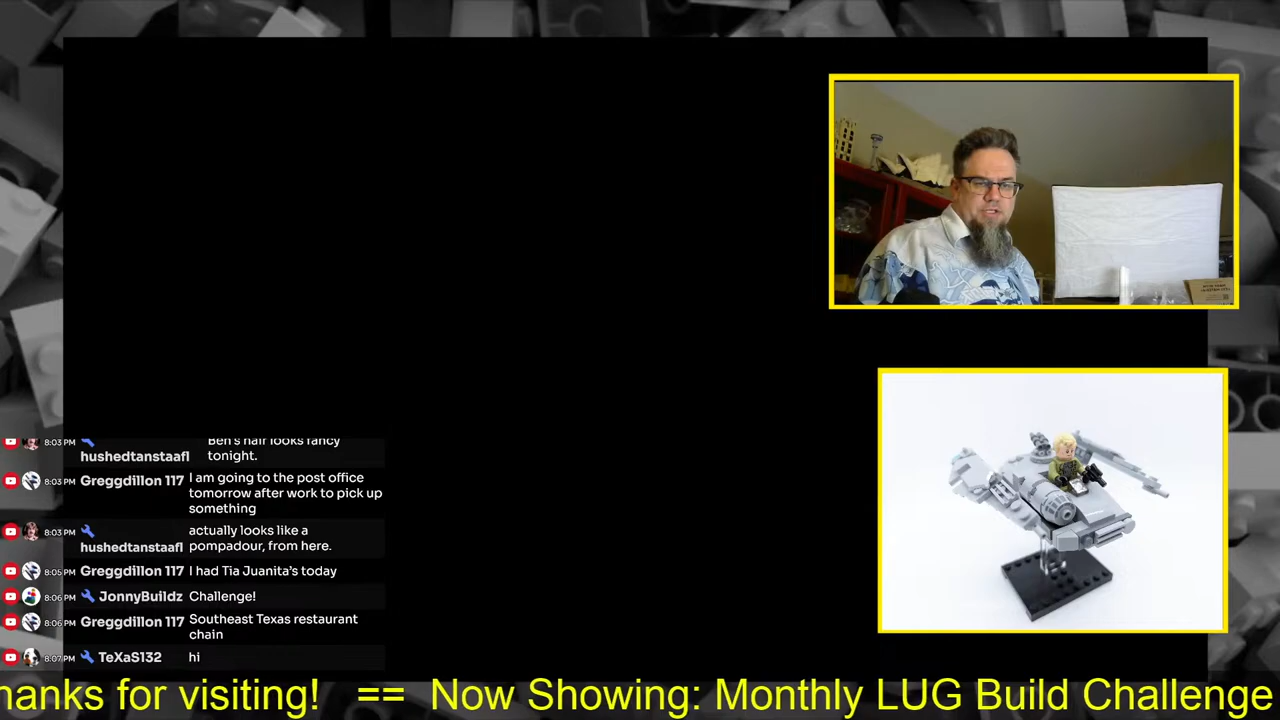 8:03 PM
Ben's hair looks fancy
hushedtanstaafl tonight.
8:03 PM Greggdillon 117 I am going to the post office
tomorrow after work to pick up
something
8:03 PM actually looks like a
hushedtanstaafl pompadour, from here.
8:05 PM Greggdillon 117 I had Tia Juanita's today
8:06 PM JonnyBuildz Challenge!
8:06 PM Greggdillon 117 Southeast Texas restaurant
chain
8:07 PM TeXaS132 hi
hanks for visiting! == Now Showing: Monthly LUG Build Challenge